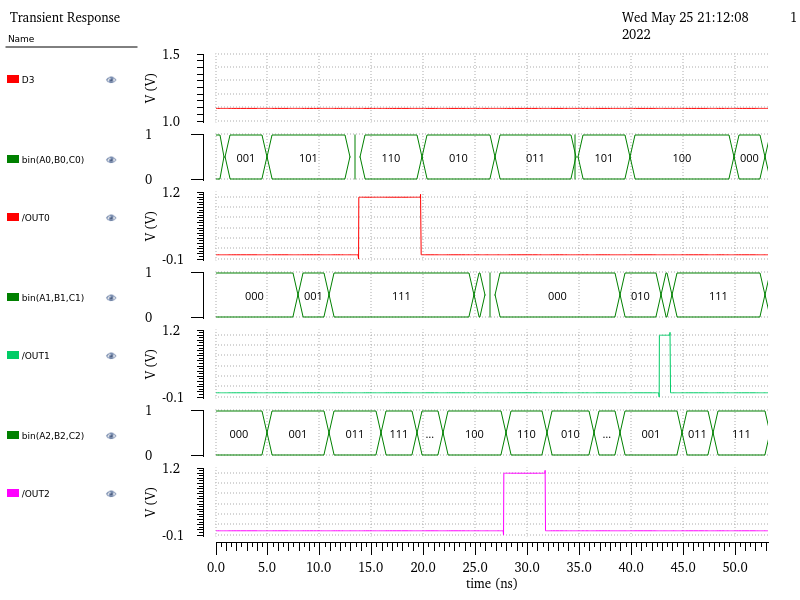 Transient Response
Wed May 25 21:12:08 1
2022
Name
D3
V (V)
1.5
1.0
bin(A0,B0,C0)
1
0
001 101 110 010 011 101 100 000
/OUT0
V (V)
1.2
-0.1
bin(A1,B1,C1)
1
0
000 001 111 000 010 111
/OUT1
V (V)
1.2
-0.1
bin(A2,B2,C2)
1
0
000 001 011 111 ... 100 110 010 ... 001 011 111
/OUT2
V (V)
1.2
-0.1
0.0 5.0 10.0 15.0 20.0 25.0 30.0 35.0 40.0 45.0 50.0
time (ns)